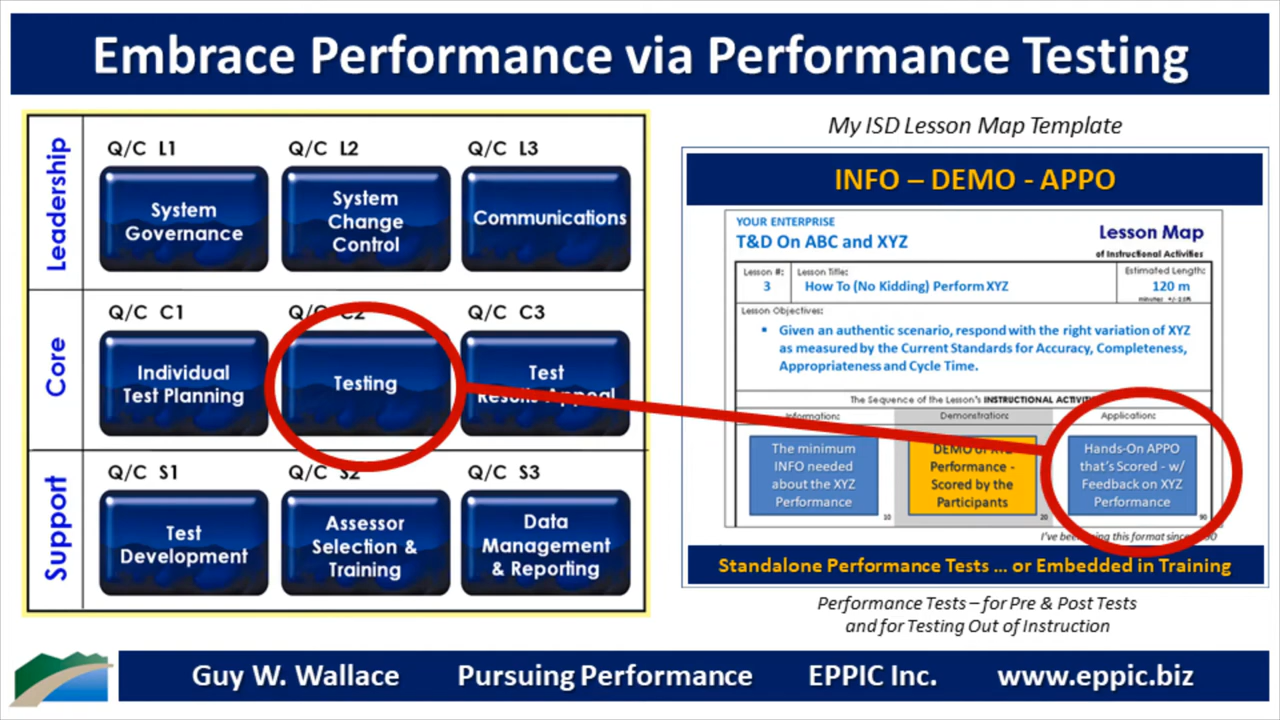 Embrace Performance via Performance Testing
Leadership
Q/C L1
System
Governance
Q/C L2
System
Change
Control
Q/C L3
Communications
Core
Q/C C1
Individual
Test Planning
Q/C C2
Testing
Q/C C3
Test
Results Appeal
Support
Q/C S1
Test
Development
Q/C S2
Assessor
Selection &
Training
Q/C S3
Data
Management
& Reporting
My ISD Lesson Map Template
INFO – DEMO - APPO
YOUR ENTERPRISE
T&D On ABC and XYZ
Lesson Map
of Instructional Activities
Lesson #:
3
Lesson Title:
How To (No Kidding) Perform XYZ
Estimated Length:
120 m
minutes
Lesson Objectives:
• Given an authentic scenario, respond with the right variation of XYZ
as measured by the Current Standards for Accuracy, Completeness,
Appropriateness and Cycle Time.
The Sequence of the Lesson's INSTRUCTIONAL
Information:
Demonstration:
Application:
The minimum
INFO needed
about the XYZ
Performance
10
DEMO of XYZ
Performance -
Scored by the
Participants
20
Hands-On APPO
that's Scored - w/
Feedback on XYZ
Performance
90
I've been using this format since
Standalone Performance Tests ... or Embedded in Training
Performance Tests – for Pre & Post Tests
and for Testing Out of Instruction
Guy W. Wallace Pursuing Performance EPPIC Inc. www.eppic.biz